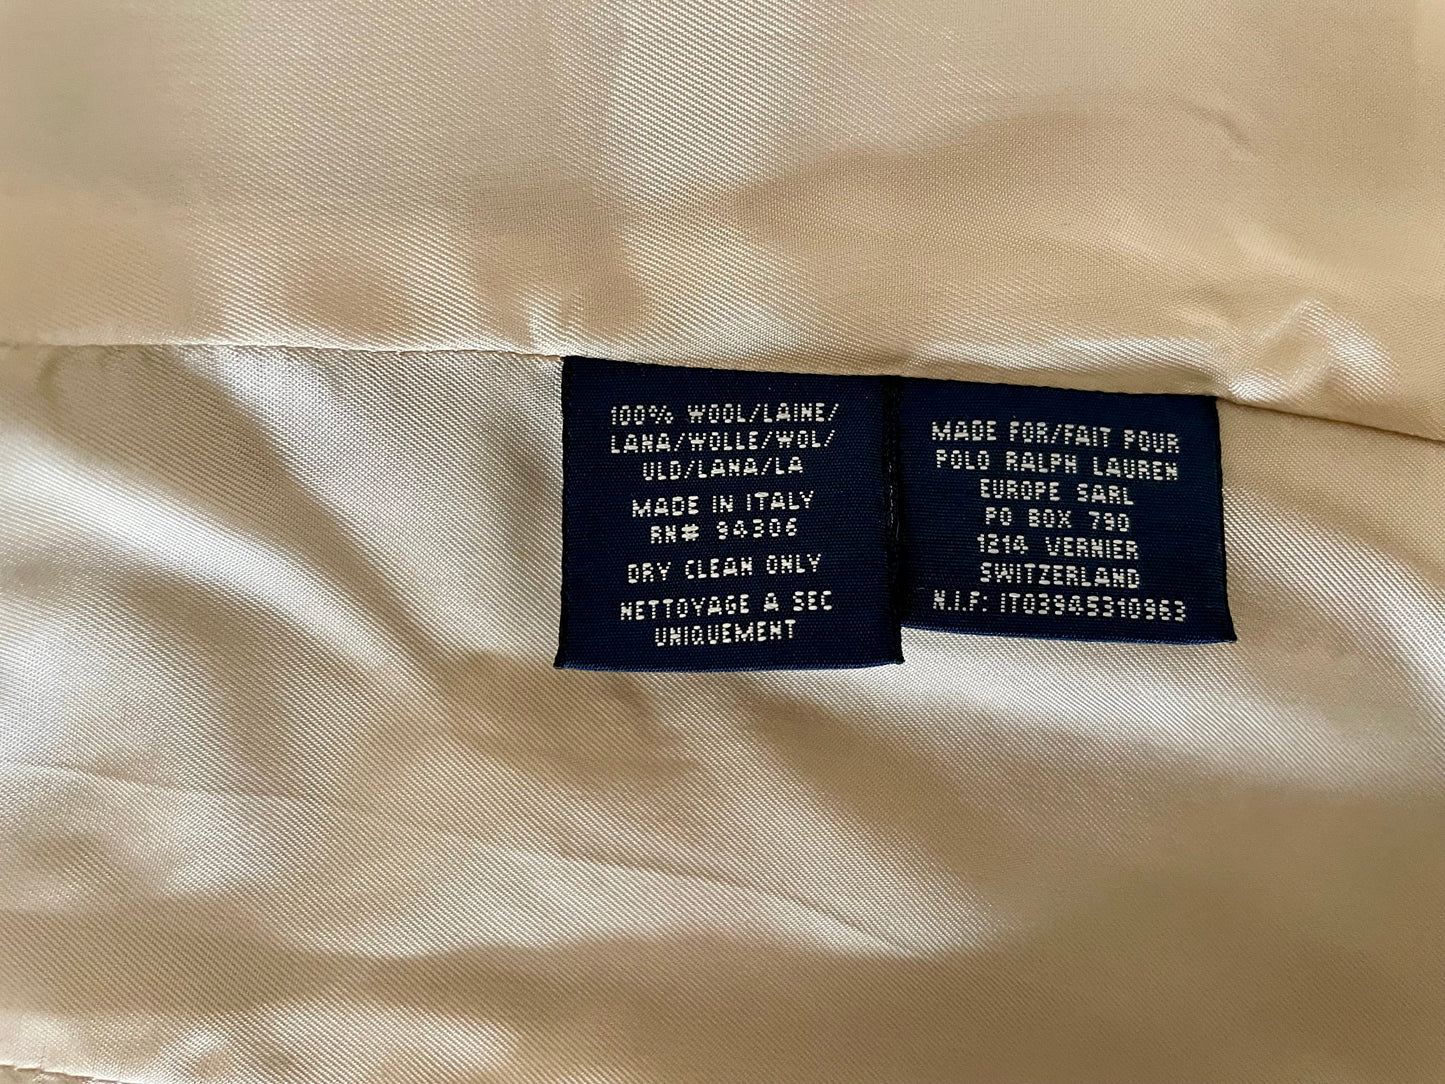 100% WOOL/LAINE/
LANA/WOLLE/WOL/
ULD/LANA/LA
MADE IN ITALY
RN# 94306
DRY CLEAN ONLY
NETTOYAGE A SEC
UNIQUEMENT
MADE FOR/FAIT POUR
POLO RALPH LAUREN
EUROPE SARL
PO BOX 790
1214 VERNIER
SWITZERLAND
N.I.F: IT03945310963